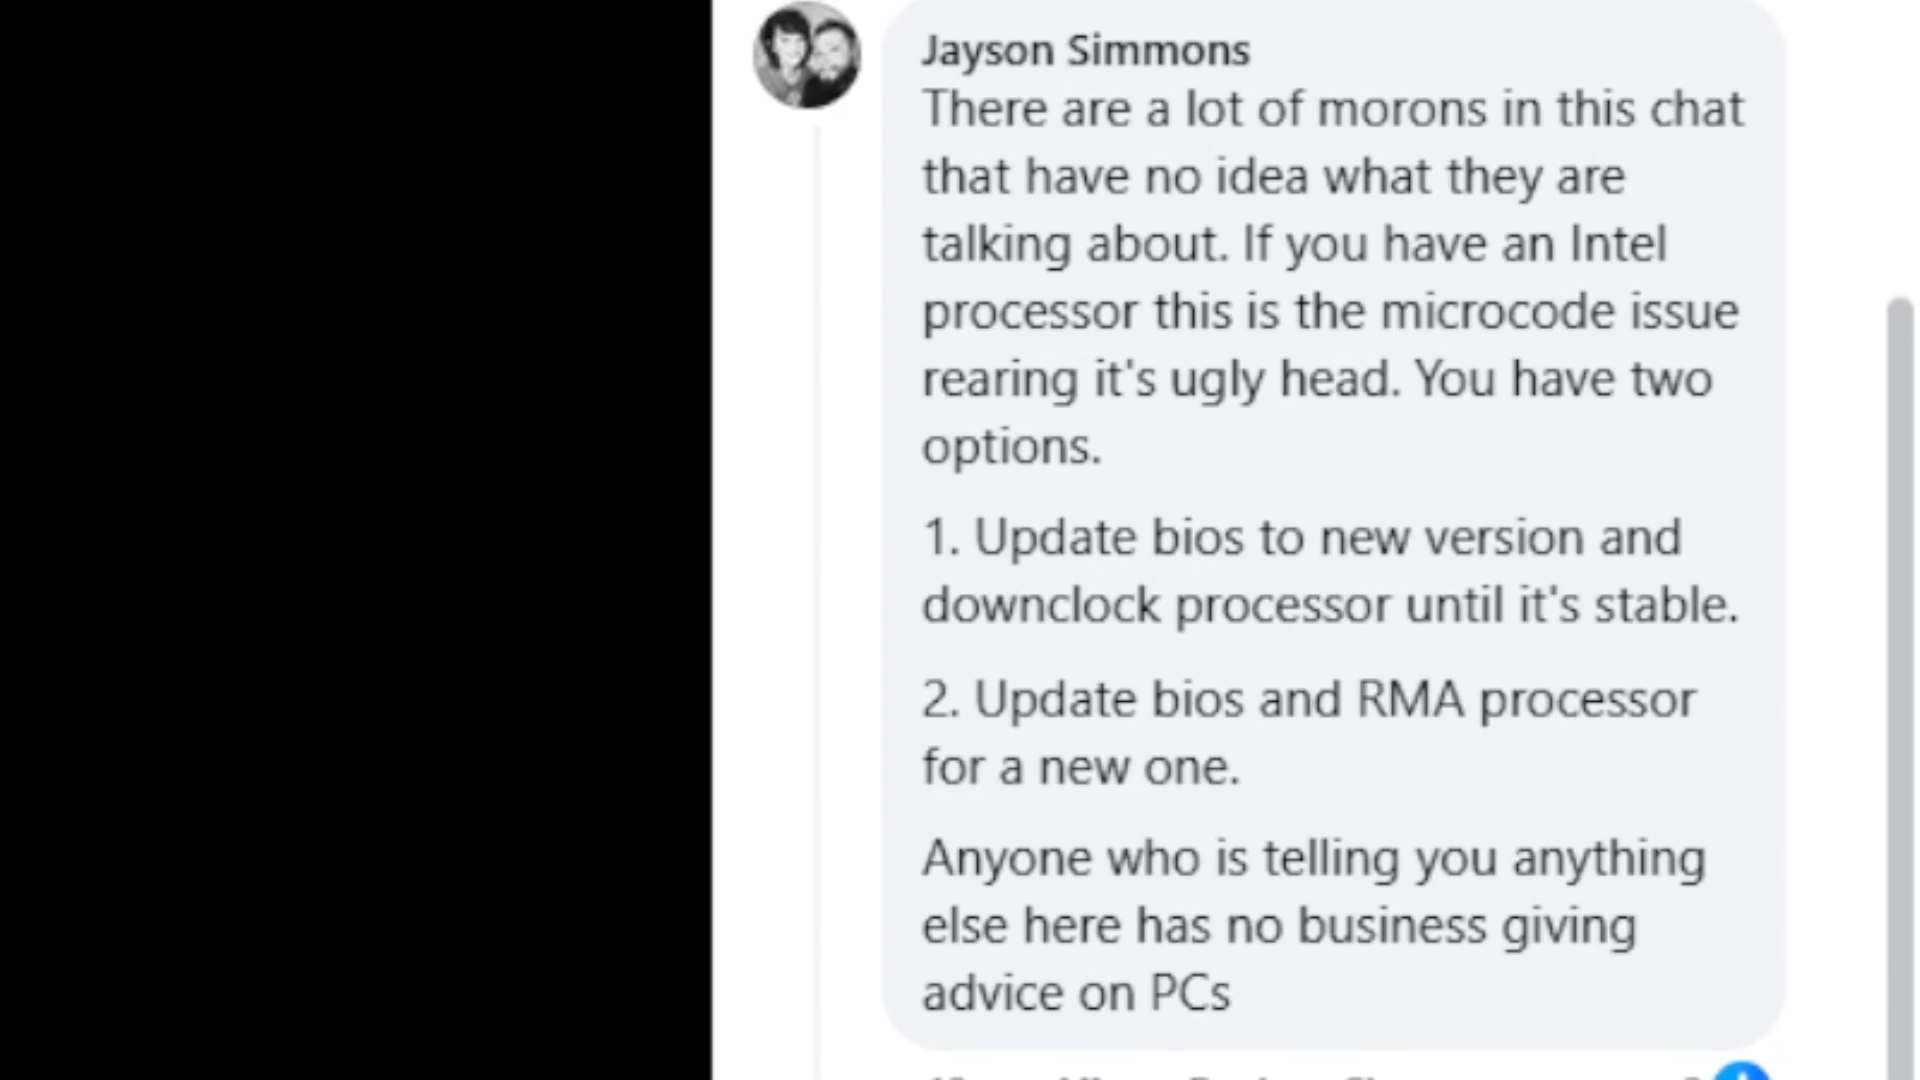 Jayson Simmons
There are a lot of morons in this chat
that have no idea what they are
talking about. If you have an Intel
processor this is the microcode issue
rearing it's ugly head. You have two
options.
1. Update bios to new version and
downclock processor until it's stable.
2. Update bios and RMA processor
for a new one.
Anyone who is telling you anything
else here has no business giving
advice on PCs